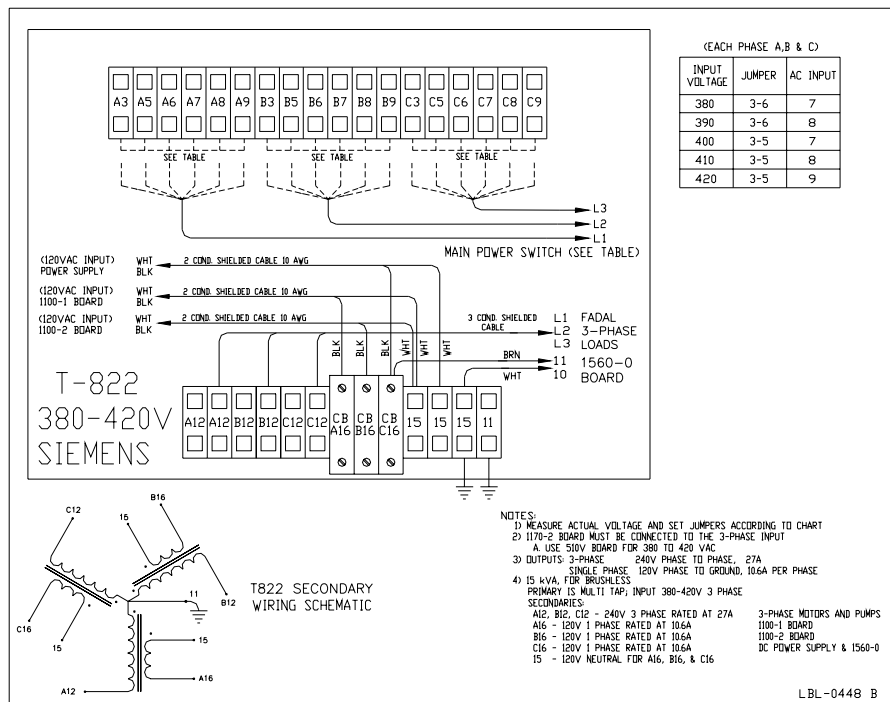 (EACH PHASE A,B & C)
INPUT VOLTAGE JUMPER AC INPUT
380 3-6 7
390 3-6 8
400 3-5 7
410 3-5 8
420 3-5 9
A3 A5 A6 A7 A8 A9 B3 B5 B6 B7 B8 B9 C3 C5 C6 C7 C8 C9
SEE TABLE SEE TABLE SEE TABLE
L3
L2
L1
MAIN POWER SWITCH (SEE TABLE)
(120VAC INPUT) WHT 2 COND. SHIELDED CABLE 10 AWG
POWER SUPPLY BLK
(120VAC INPUT) WHT 2 COND. SHIELDED CABLE 10 AWG
1100-1 BOARD BLK
(120VAC INPUT) WHT 2 COND. SHIELDED CABLE 10 AWG
1100-2 BOARD BLK
3 COND. SHIELDED CABLE
L1 FADAL
L2 3-PHASE
L3 LOADS
BLK BLK BLK WHT WHT WHT
BRN 11 1560-0
WHT 10 BOARD
T-822
380-420V
SIEMENS
A12 A12 B12 B12 C12 C12 CB A16 CB B16 CB C16 15 15 15 11
C12
15
B16
C16
15
11
B12
15
A12
A16
T822 SECONDARY
WIRING SCHEMATIC
NOTES:
1) MEASURE ACTUAL VOLTAGE AND SET JUMPERS ACCORDING TO CHART
2) 1170-2 BOARD MUST BE CONNECTED TO THE 3-PHASE INPUT
A. USE 510V BOARD FOR 380 TO 420 VAC
3) OUTPUTS: 3-PHASE 240V PHASE TO PHASE, 27A
SINGLE PHASE 120V PHASE TO GROUND, 10.6A PER PHASE
4) 15 kVA, FOR BRUSHLESS
PRIMARY IS MULTI TAP; INPUT 380-420V 3 PHASE
SECONDARIES:
A12, B12, C12 - 240V 3 PHASE RATED AT 27A 3-PHASE MOTORS AND PUMPS
A16 - 120V 1 PHASE RATED AT 10.6A 1100-1 BOARD
B16 - 120V 1 PHASE RATED AT 10.6A 1100-2 BOARD
C16 - 120V 1 PHASE RATED AT 10.6A DC POWER SUPPLY & 1560-0
15 - 120V NEUTRAL FOR A16, B16, & C16
LBL-0448 B